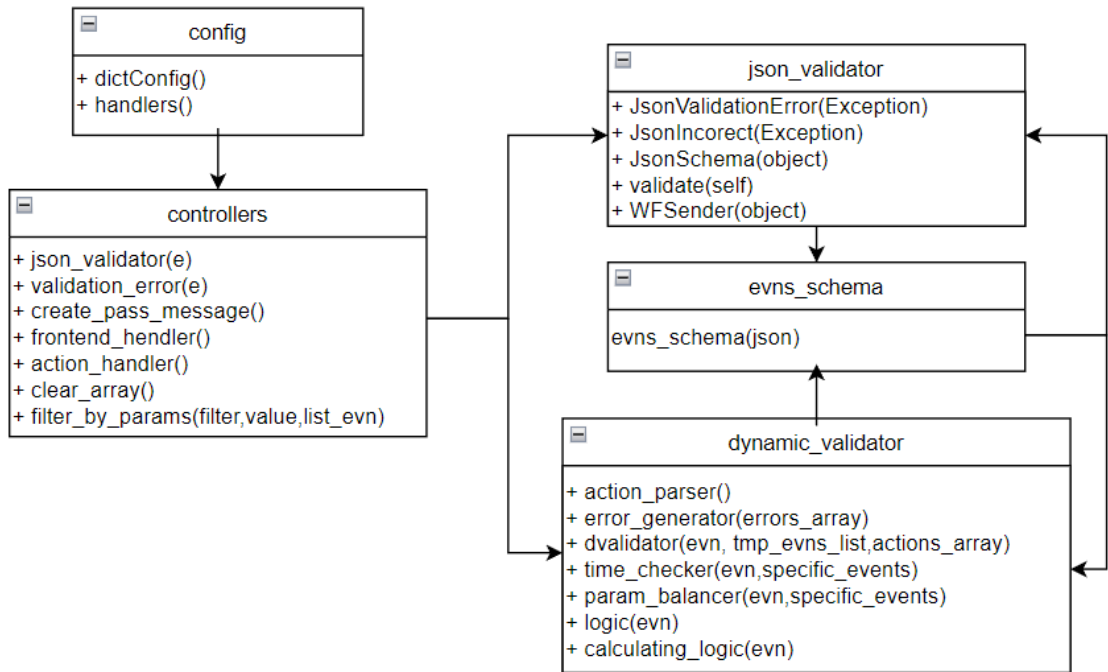 config
+ dictConfig()
+ handlers()
controllers
+ json_validator(e)
+ validation_error(e)
+ create_pass_message()
+ frontend_hendler()
+ action_handler()
+ clear_array()
+ filter_by_params(filter,value,list_evn)
json_validator
+ JsonValidationError(Exception)
+ JsonIncorect(Exception)
+ JsonSchema(object)
+ validate(self)
+ WFSender(object)
evns_schema
evns_schema(json)
dynamic_validator
+ action_parser()
+ error_generator(errors_array)
+ dvalidator(evn, tmp_evns_list,actions_array)
+ time_checker(evn,specific_events)
+ param_balancer(evn,specific_events)
+ logic(evn)
+ calculating_logic(evn)